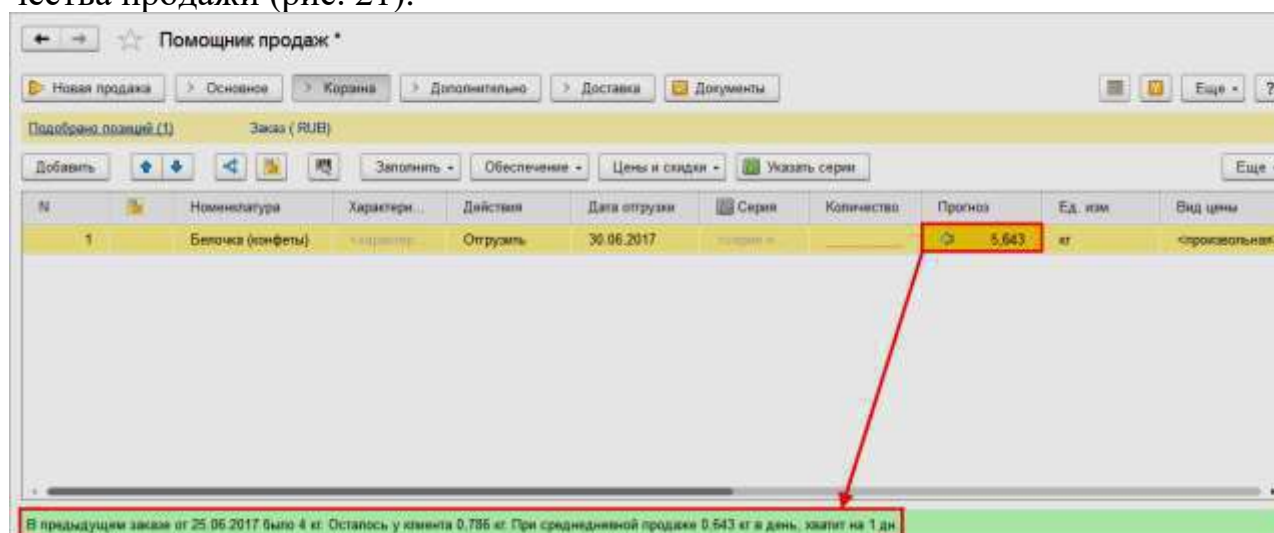 чества продажи (рис. 21).
Помощник продаж *
Новая продажа Основное Корзина Дополнительно Доставка Документы Еще ?
Подобрано позиций (1) Заказ ( RUB)
Добавить Заполнить Обеспечение Цены и скидки Указать серии Еще
N Номенклатура Характери... Действия Дата отгрузки Серия Количество Прогноз Ед. изм Вид цены
1 Белочка (конфеты) Отгрузить 30.06.2017 5,643 кг <произвольная>
В предыдущем заказе от 25.06.2017 было 4 кг. Осталось у клиента 0,786 кг. При среднедневной продаже 0,643 кг в день, хватит на 1 дн